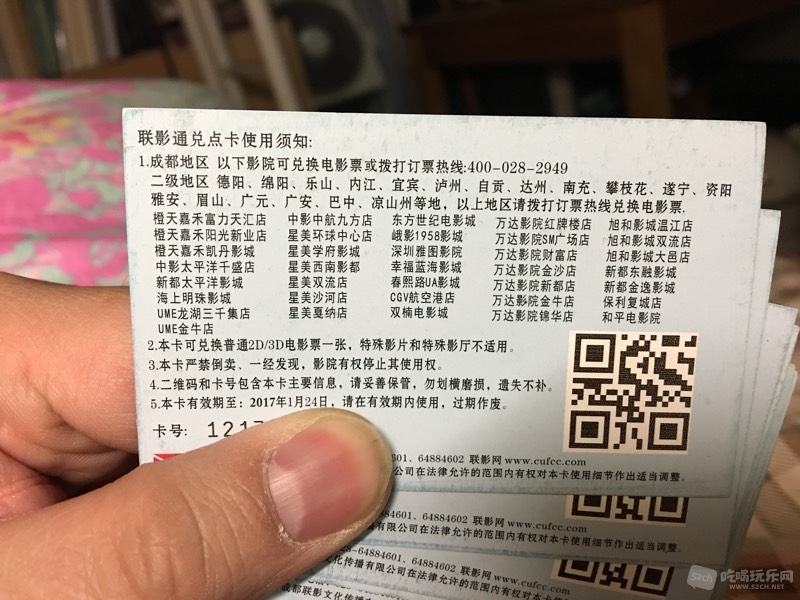 联影通兑点卡使用须知:
1.成都地区 以下影院可兑换电影票或拨打订票热线:400-028-2949
二级地区 德阳、绵阳、乐山、内江、宜宾、泸州、自贡、达州、南充、攀枝花、遂宁、资阳
雅安、眉山、广元、广安、巴中、凉山州等地，以上地区请拨打订票热线兑换电影票.
橙天嘉禾富力天汇店 中影中航九方店 东方世纪电影城 万达影院红牌楼店 旭和影城温江店
橙天嘉禾阳光新业店 星美环球中心店 峨影1958影城 万达影院SM广场店 旭和影城双流店
橙天嘉禾凯丹影城 星美学府影城 深圳雅图影院 万达影院财富店 旭和影城大邑店
中影太平洋千盛店 星美西南影都 幸福蓝海影城 万达影院金沙店 新都东融影城
新都太平洋影城 星美双流店 春熙路UA影城 万达影院新都店 新都金逸影城
海上明珠影城 星美沙河店 CGV航空港店 万达影院金牛店 保利复城店
UME龙湖三千集店 星美戛纳店 双楠电影城 万达影院锦华店 和平电影院
UME金牛店
2.本卡可兑换普通2D/3D电影票一张，特殊影片和特殊影厅不适用。
3.本卡严禁倒卖、一经发现，影院有权停止其使用权。
4.二维码和卡号包含本卡主要信息，请妥善保管，勿划横磨损，遗失不补。
5.本卡有效期至：2017年1月24日，请在有效期内使用，过期作废。
卡号: 1217
601、64884602 联影网www.cufcc.com
公司在法律允许的范围内有权对本卡使用细节作出适当调整。
84601、64884602 联影网www.cufcc.com
传播有限公司在法律允许的范围内有权对本卡使用细节作出适当调整。
028-64884601、64884602 联影网www.cufcc.com
成都联影文化传播有限公司在法律允许的范围内有权对本卡使用
吃喝玩乐网
52ch
WWW.52CH.NET